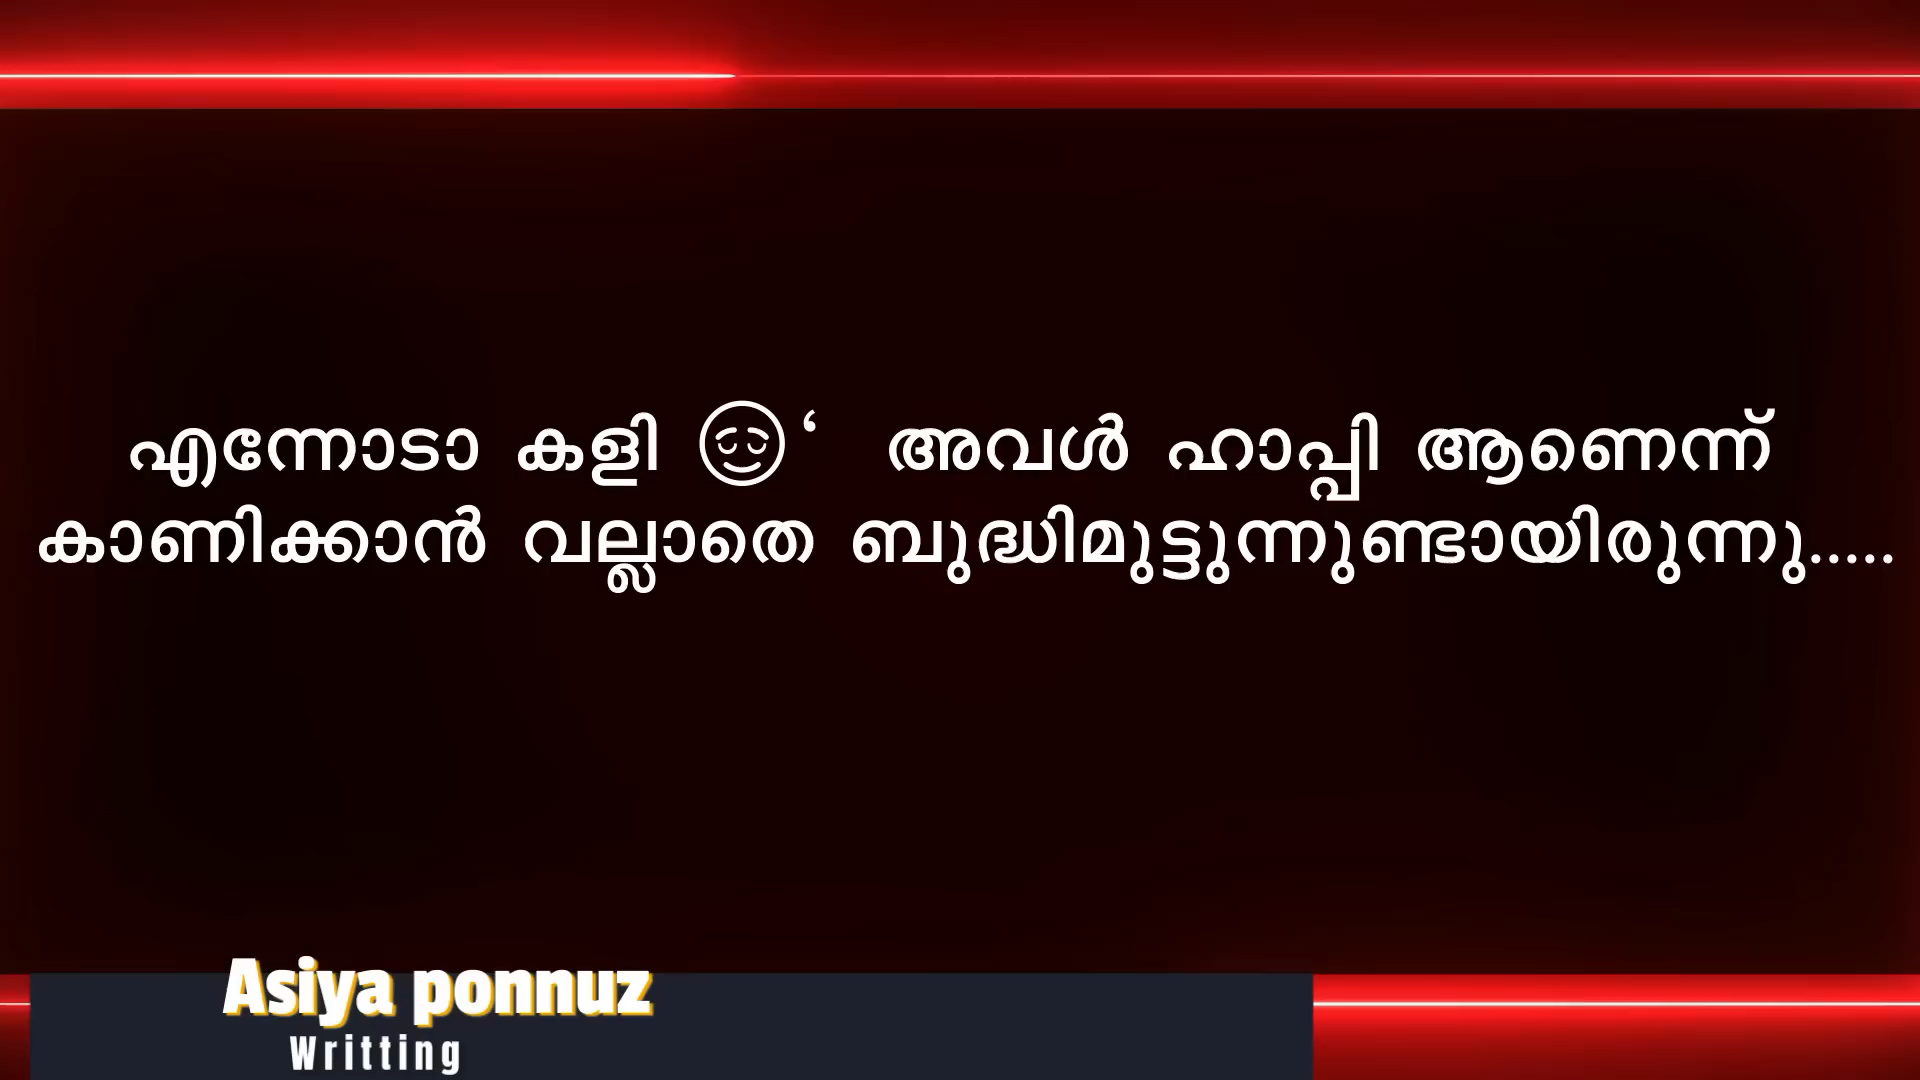 എന്നോടാ കളി 😌‘ അവൾ ഹാപ്പി ആണെന്ന്
കാണിക്കാൻ വല്ലാതെ ബുദ്ധിമുട്ടുന്നുണ്ടായിരുന്നു.....
Asiya ponnuz
Writting